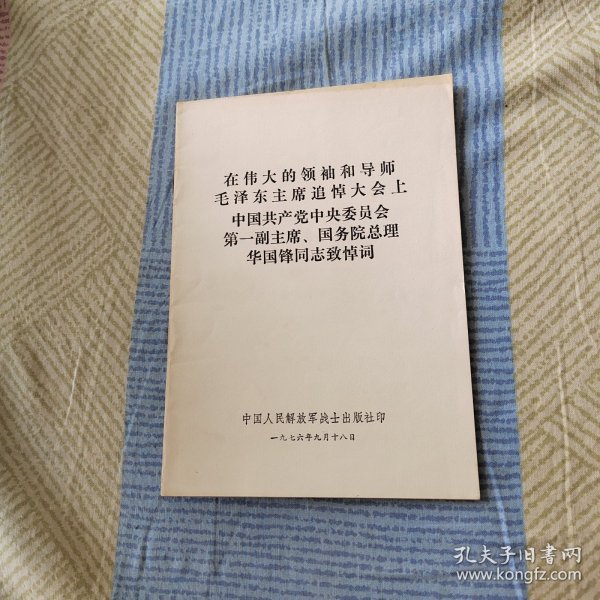 在伟大的领袖和导师
毛泽东主席追悼大会上
中国共产党中央委员会
第一副主席、国务院总理
华国锋同志致悼词
中国人民解放军战士出版社印
一九七六年九月十八日
孔夫子旧书网
www.kongfz.com